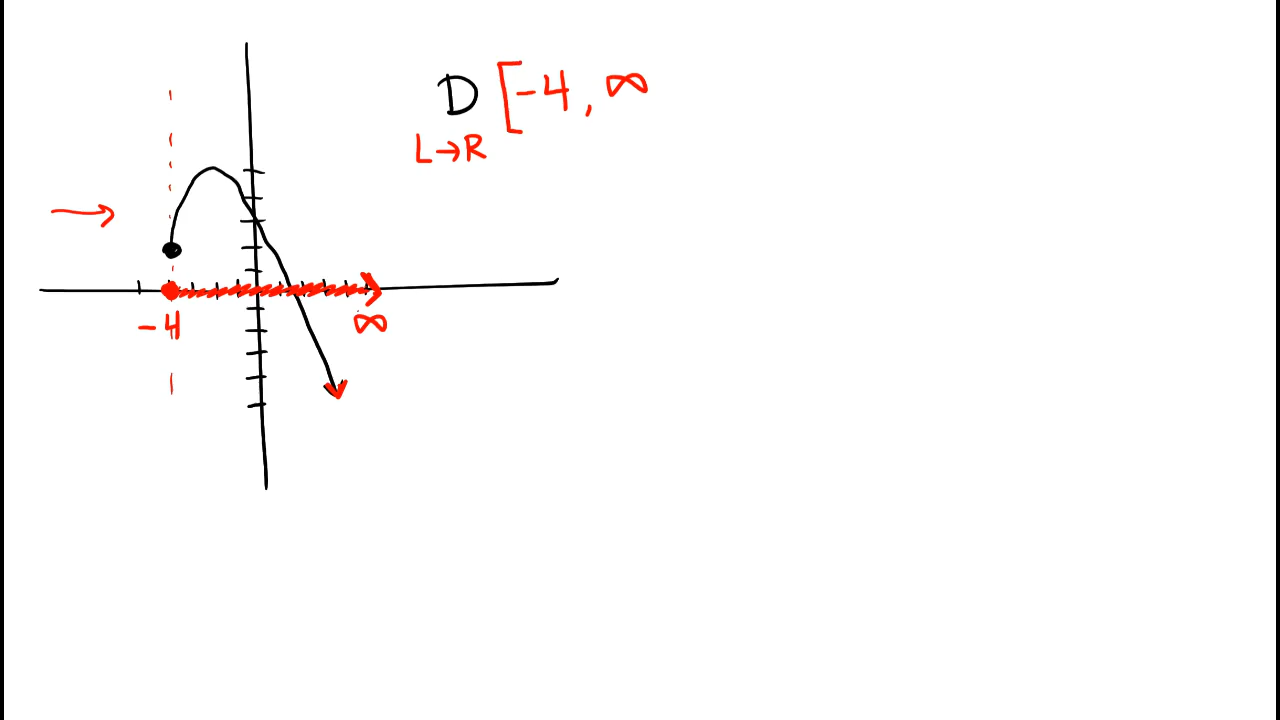 D [-4, ∞
L→R
-4
∞